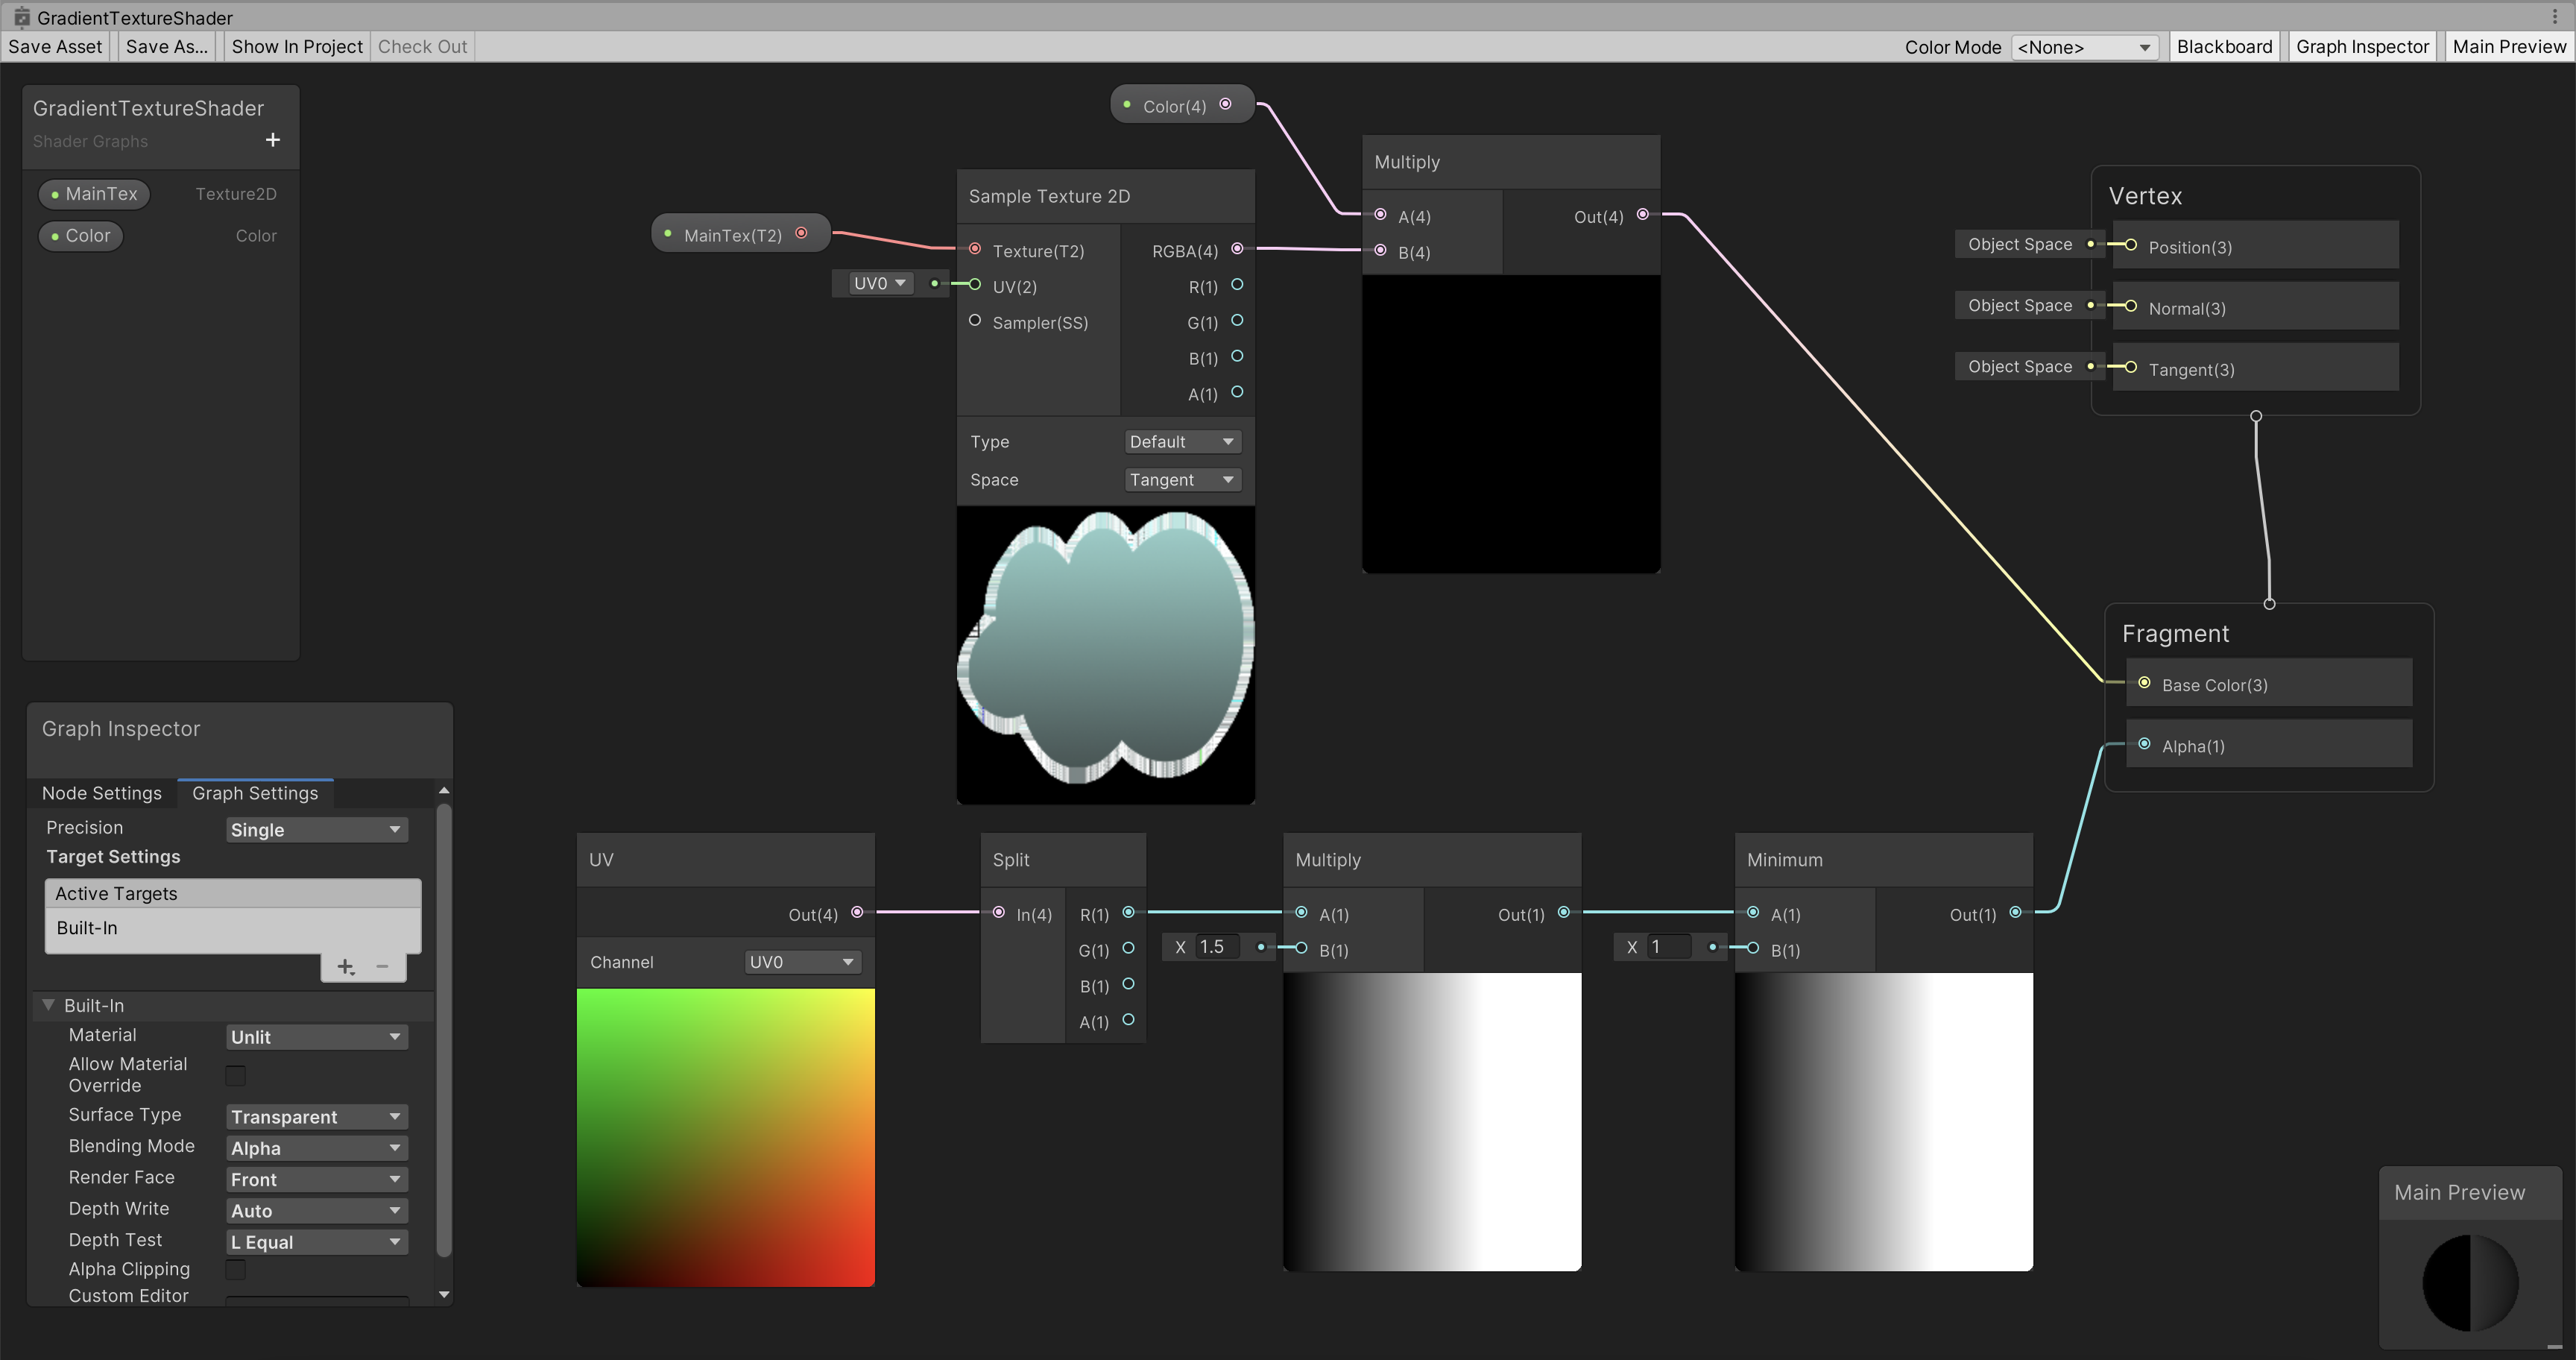 GradientTextureShader
Save Asset
Save As...
Show In Project
Check Out
Color Mode
<None>
Blackboard
Graph Inspector
Main Preview
GradientTextureShader
Shader Graphs
+
MainTex
Texture2D
Color
Color
Color(4)
MainTex(T2)
UV0
Sample Texture 2D
Texture(T2)
RGBA(4)
UV(2)
R(1)
Sampler(SS)
G(1)
B(1)
A(1)
Type
Default
Space
Tangent
Multiply
A(4)
Out(4)
B(4)
Vertex
Object Space
Position(3)
Object Space
Normal(3)
Object Space
Tangent(3)
Fragment
Base Color(3)
Alpha(1)
Graph Inspector
Node Settings
Graph Settings
Precision
Single
Target Settings
Active Targets
Built-In
Built-In
Material
Unlit
Allow Material
Override
Surface Type
Transparent
Blending Mode
Alpha
Render Face
Front
Depth Write
Auto
Depth Test
L Equal
Alpha Clipping
Custom Editor
UV
Out(4)
Channel
UV0
Split
In(4)
R(1)
G(1)
B(1)
A(1)
Multiply
A(1)
Out(1)
X 1.5
B(1)
Minimum
A(1)
Out(1)
X 1
B(1)
Main Preview